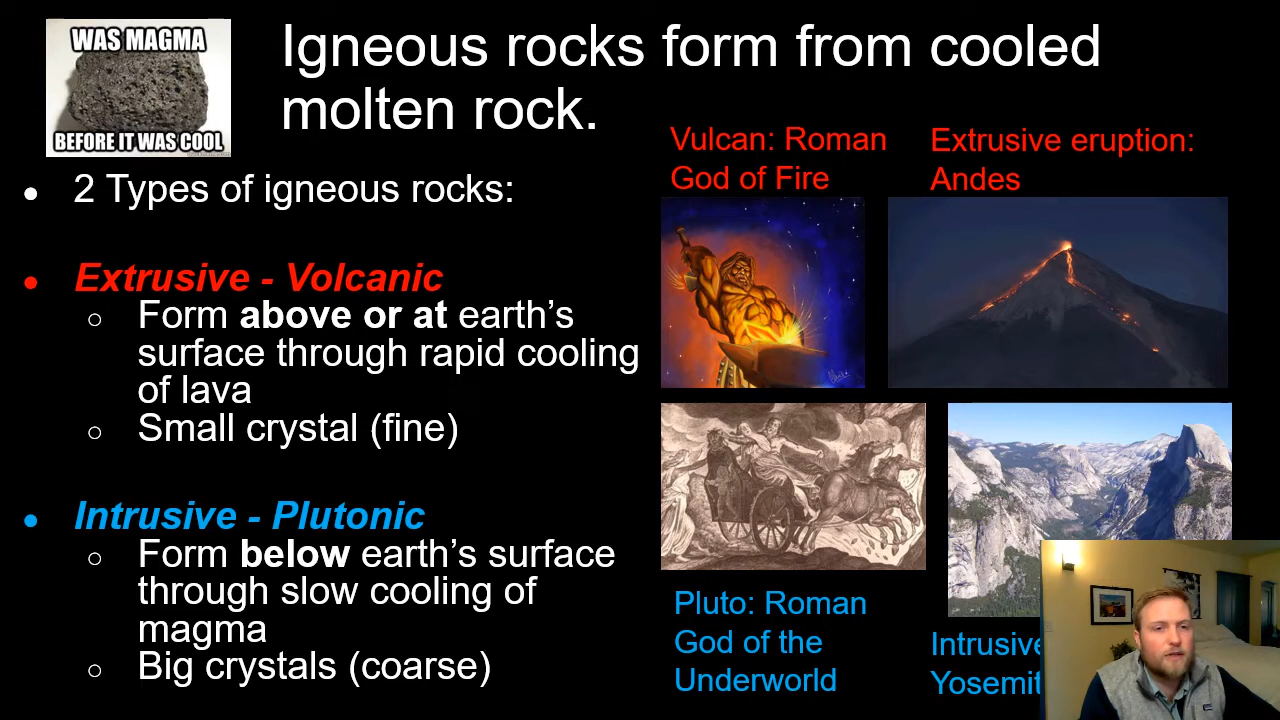 WAS MAGMA
BEFORE IT WAS COOL
Igneous rocks form from cooled
molten rock.
2 Types of igneous rocks:
Extrusive - Volcanic
Form above or at earth’s
surface through rapid cooling
of lava
Small crystal (fine)
Intrusive - Plutonic
Form below earth’s surface
through slow cooling of
magma
Big crystals (coarse)
Vulcan: Roman
God of Fire
Extrusive eruption:
Andes
Pluto: Roman
God of the
Underworld
Intrusive